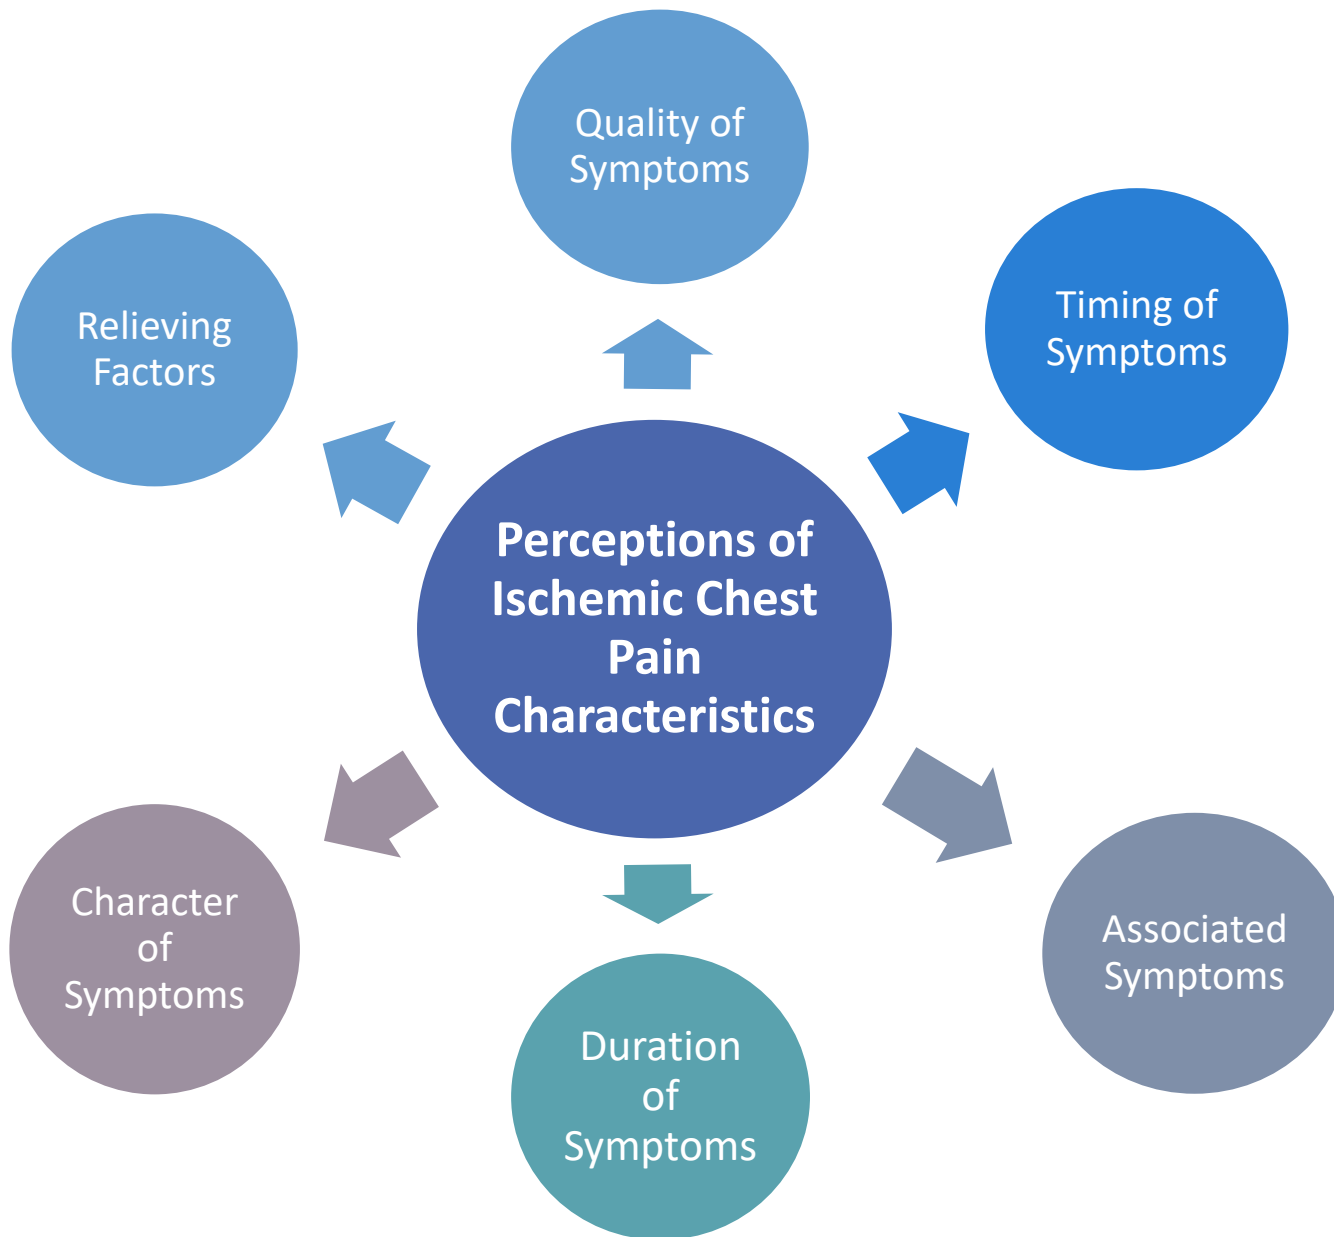 Quality of
Symptoms
Timing of
Symptoms
Relieving
Factors
Perceptions of
Ischemic Chest
Pain
Characteristics
Character
of
Symptoms
Associated
Symptoms
Duration
of
Symptoms